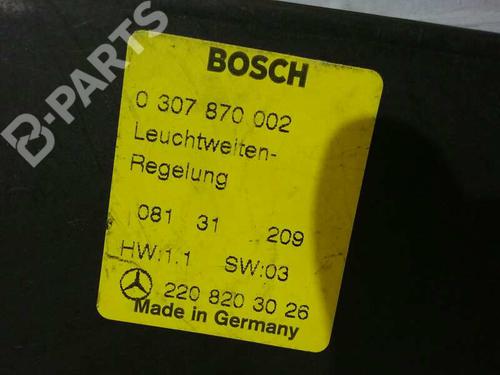 B-PARTS
BOSCH
0 307 870 002
Leuchtweiten-
Regelung
081 31 209
HW:1.1 SW:03
220 820 30 26
Made in Germany